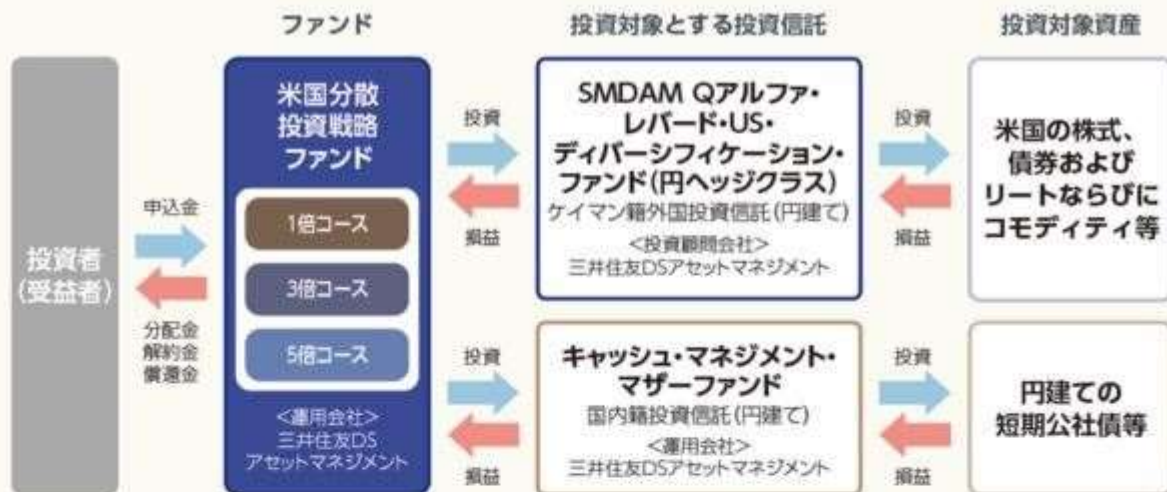 ファンド
投資対象とする投資信託
投資対象資産
投資者
(受益者)
申込金
分配金
解約金
償還金
米国分散
投資戦略
ファンド
1倍コース
3倍コース
5倍コース
<運用会社>
三井住友DS
アセットマネジメント
投資
損益
SMDAM Qアルファ・
レバード・US・
ディバーシフィケーション・
ファンド(円ヘッジクラス)
ケイマン籍外国投資信託(円建て)
<投資顧問会社>
三井住友DSアセットマネジメント
投資
損益
米国の株式、
債券および
リートならびに
コモディティ等
投資
損益
キャッシュ・マネジメント・
マザーファンド
国内籍投資信託(円建て)
<運用会社>
三井住友DSアセットマネジメント
投資
損益
円建ての
短期公社債等